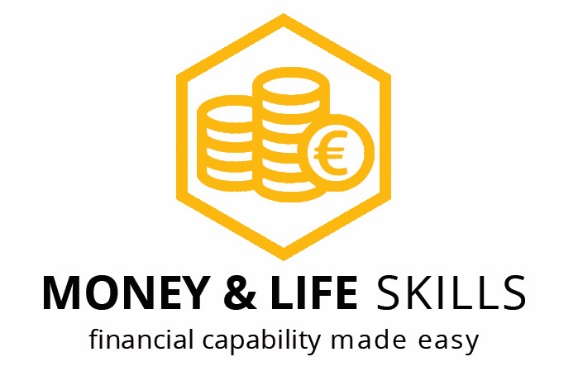 €
MONEY & LIFE SKILLS
financial capability made easy